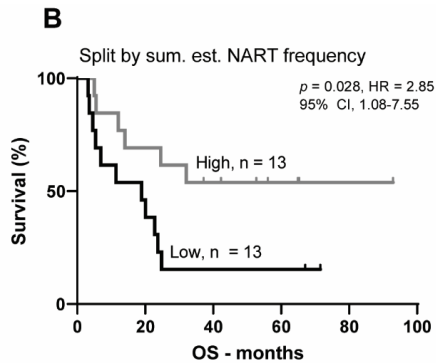 B
Split by sum. est. NART frequency
p = 0.028, HR = 2.85
95% CI, 1.08-7.55
100
50
0
Survival (%)
High, n = 13
Low, n = 13
0 20 40 60 80 100
OS - months